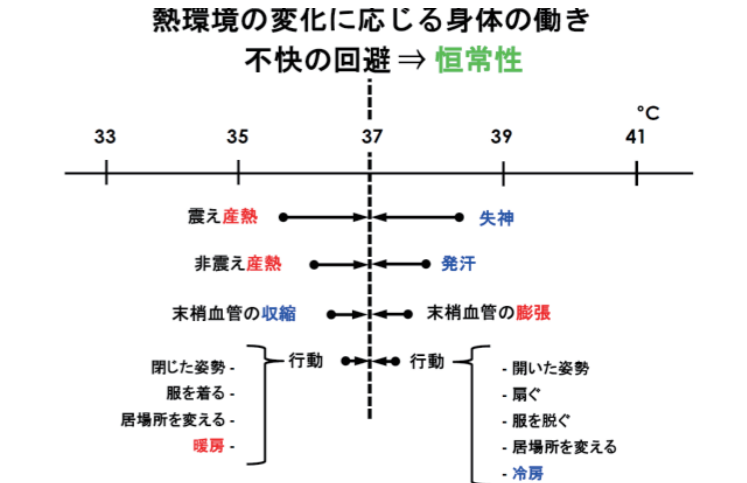 熱環境の変化に応じる身体の働き
不快の回避⇒恒常性
°C
33 35 37 39 41
震え産熱 失神
非震え産熱 発汗
末梢血管の収縮 末梢血管の膨張
行動 行動
閉じた姿勢 -
服を着る -
居場所を変える -
暖房 -
- 開いた姿勢
- 扇ぐ
- 服を脱ぐ
- 居場所を変える
- 冷房